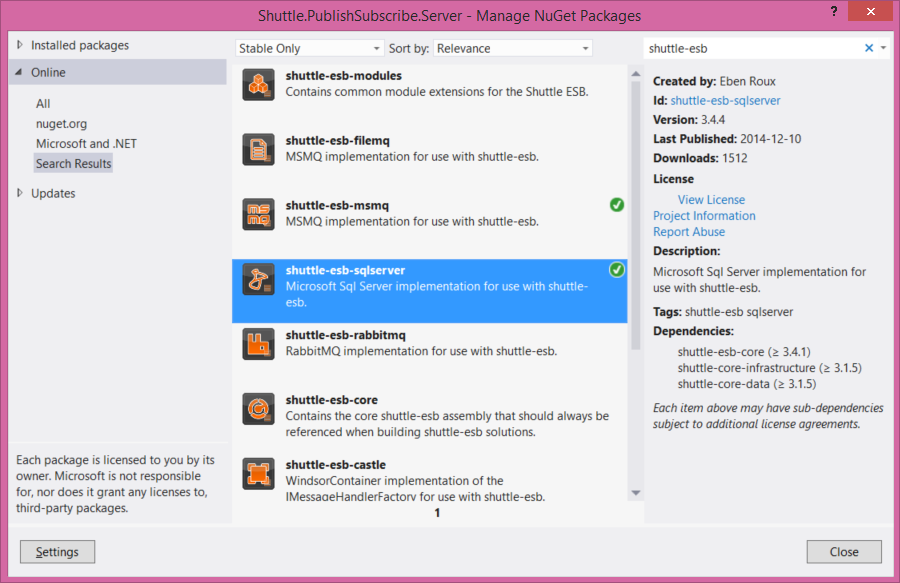 Shuttle.PublishSubscribe.Server - Manage NuGet Packages
?
Installed packages
Online
All
nuget.org
Microsoft and .NET
Search Results
Updates
Each package is licensed to you by its
owner. Microsoft is not responsible
for, nor does it grant any licenses to,
third-party packages.
Stable Only
Sort by: Relevance
shuttle-esb-modules
Contains common module extensions for the Shuttle ESB.
shuttle-esb-filemq
MSMQ implementation for use with shuttle-esb.
MS
MQ
shuttle-esb-msmq
MSMQ implementation for use with shuttle-esb.
shuttle-esb-sqlserver
Microsoft Sql Server implementation for use with shuttle-
esb.
shuttle-esb-rabbitmq
RabbitMQ implementation for use with shuttle-esb.
shuttle-esb-core
Contains the core shuttle-esb assembly that should always be
referenced when building shuttle-esb solutions.
shuttle-esb-castle
WindsorContainer implementation of the
IMessageHandlerFactory for use with shuttle-esb.
1
shuttle-esb
Created by: Eben Roux
Id: shuttle-esb-sqlserver
Version: 3.4.4
Last Published: 2014-12-10
Downloads: 1512
License
View License
Project Information
Report Abuse
Description:
Microsoft Sql Server implementation for
use with shuttle-esb.
Tags: shuttle-esb sqlserver
Dependencies:
shuttle-esb-core (≥ 3.4.1)
shuttle-core-infrastructure (≥ 3.1.5)
shuttle-core-data (≥ 3.1.5)
Each item above may have sub-dependencies
subject to additional license agreements.
Settings
Close